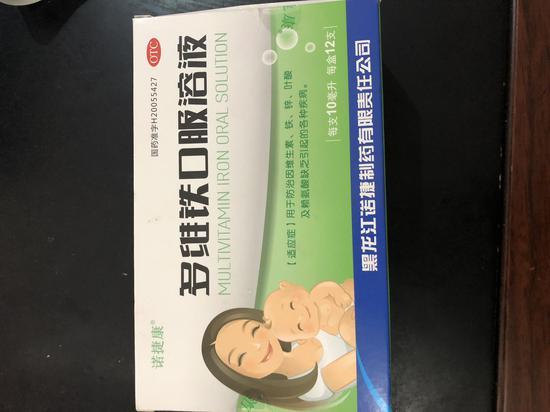 OTC
国药准字H20055427
多维铁口服溶液
MULTIVITAMIN IRON ORAL SOLUTION
【适应症】用于防治因维生素、铁、锌、叶酸
及赖氨酸缺乏引起的各种疾病。
每支10毫升 每盒12支
诺捷康®
黑龙江诺捷制药有限责任公司